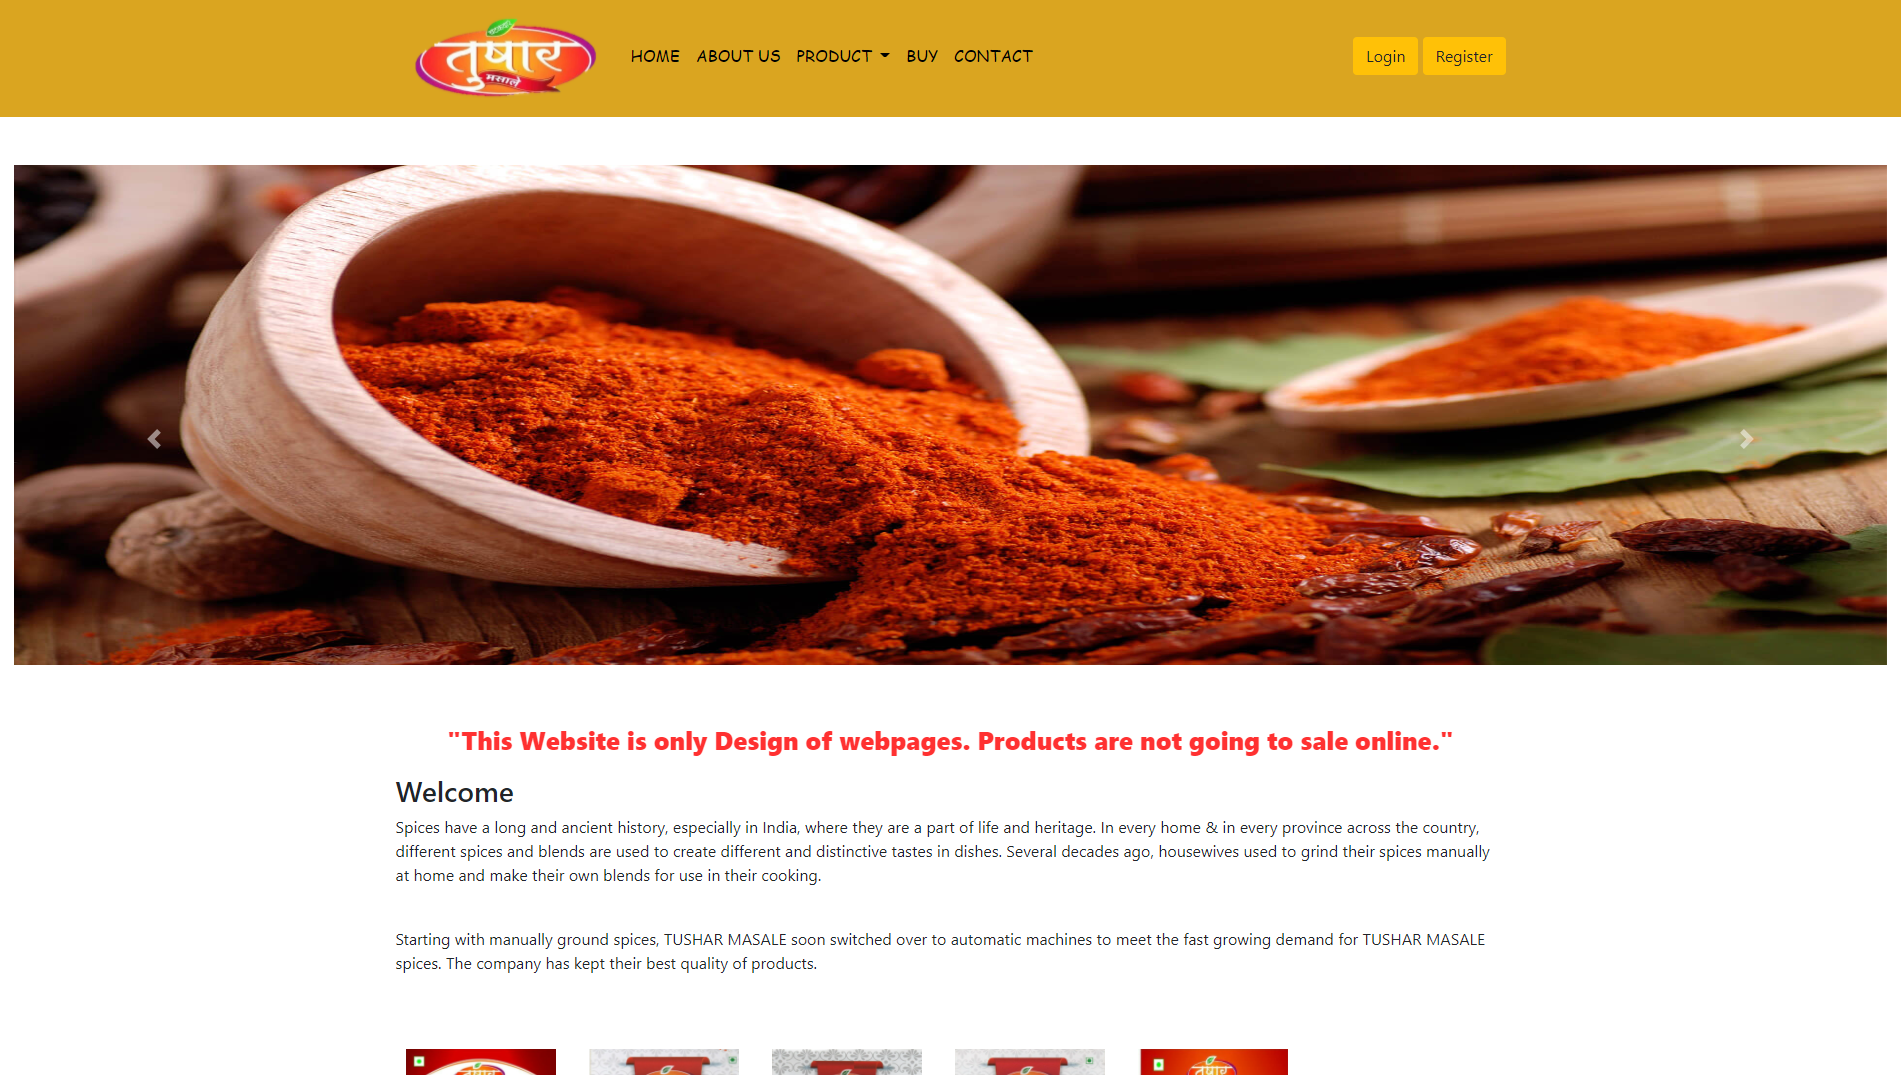 तुषार
मसाले
HOME ABOUT US PRODUCT BUY CONTACT
Login Register
"This Website is only Design of webpages. Products are not going to sale online."
Welcome
Spices have a long and ancient history, especially in India, where they are a part of life and heritage. In every home & in every province across the country,
different spices and blends are used to create different and distinctive tastes in dishes. Several decades ago, housewives used to grind their spices manually
at home and make their own blends for use in their cooking.
Starting with manually ground spices, TUSHAR MASALE soon switched over to automatic machines to meet the fast growing demand for TUSHAR MASALE
spices. The company has kept their best quality of products.
तुषार